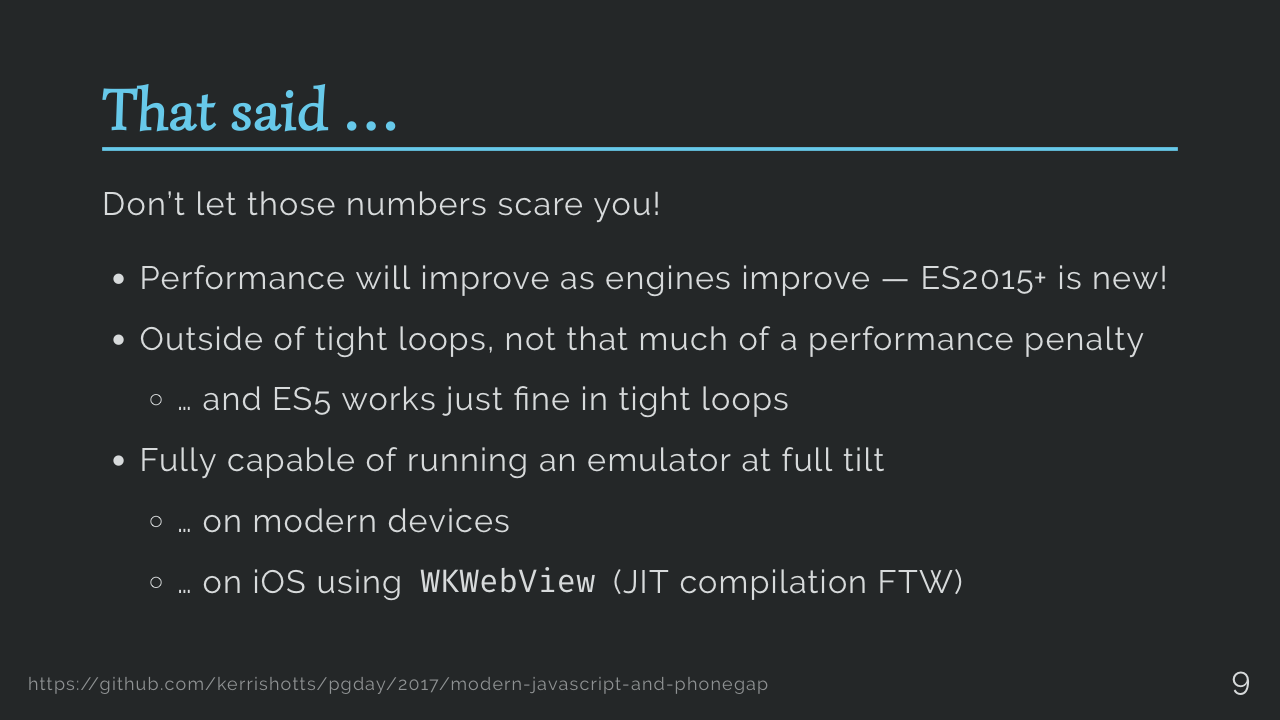 That said …
Don’t let those numbers scare you!
• Performance will improve as engines improve — ES2015+ is new!
• Outside of tight loops, not that much of a performance penalty
○ … and ES5 works just fine in tight loops
• Fully capable of running an emulator at full tilt
○ … on modern devices
○ … on iOS using WKWebView (JIT compilation FTW)
https://github.com/kerrishotts/pgday/2017/modern-javascript-and-phonegap
9